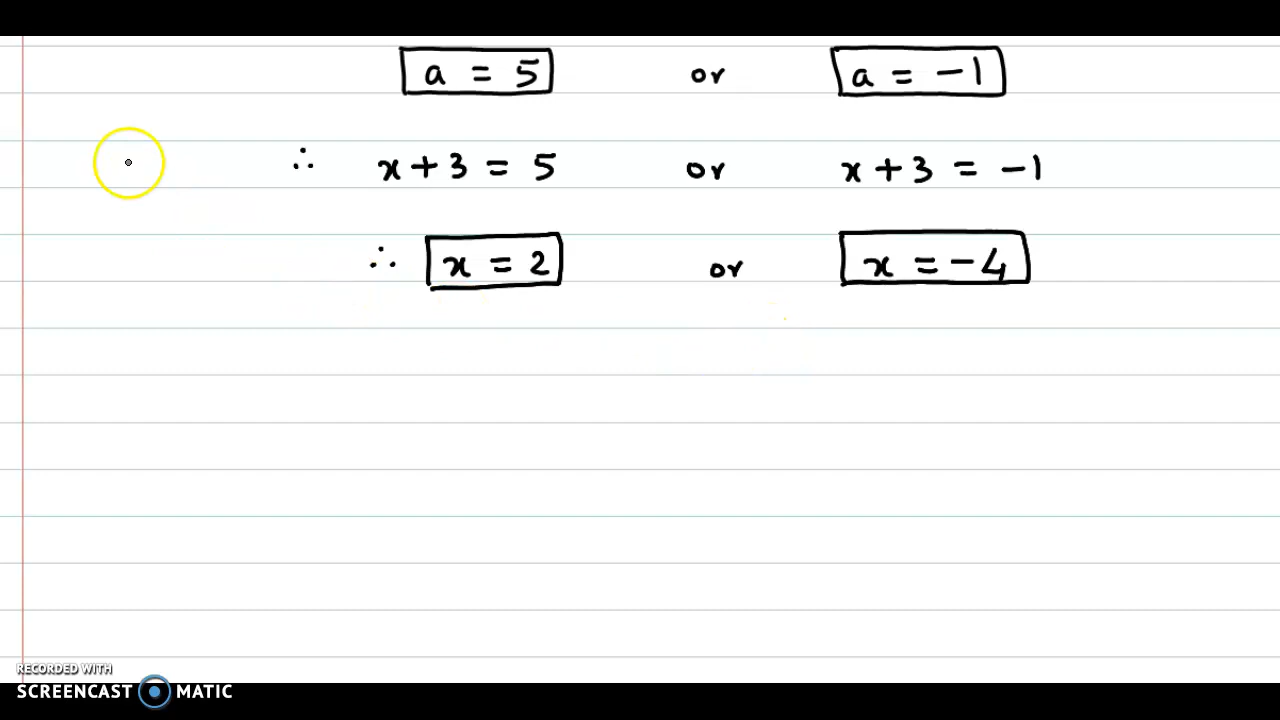 a = 5 or a = -1
∴ x + 3 = 5 or x + 3 = -1
∴ x = 2 or x = -4
RECORDED WITH
SCREENCAST MATIC